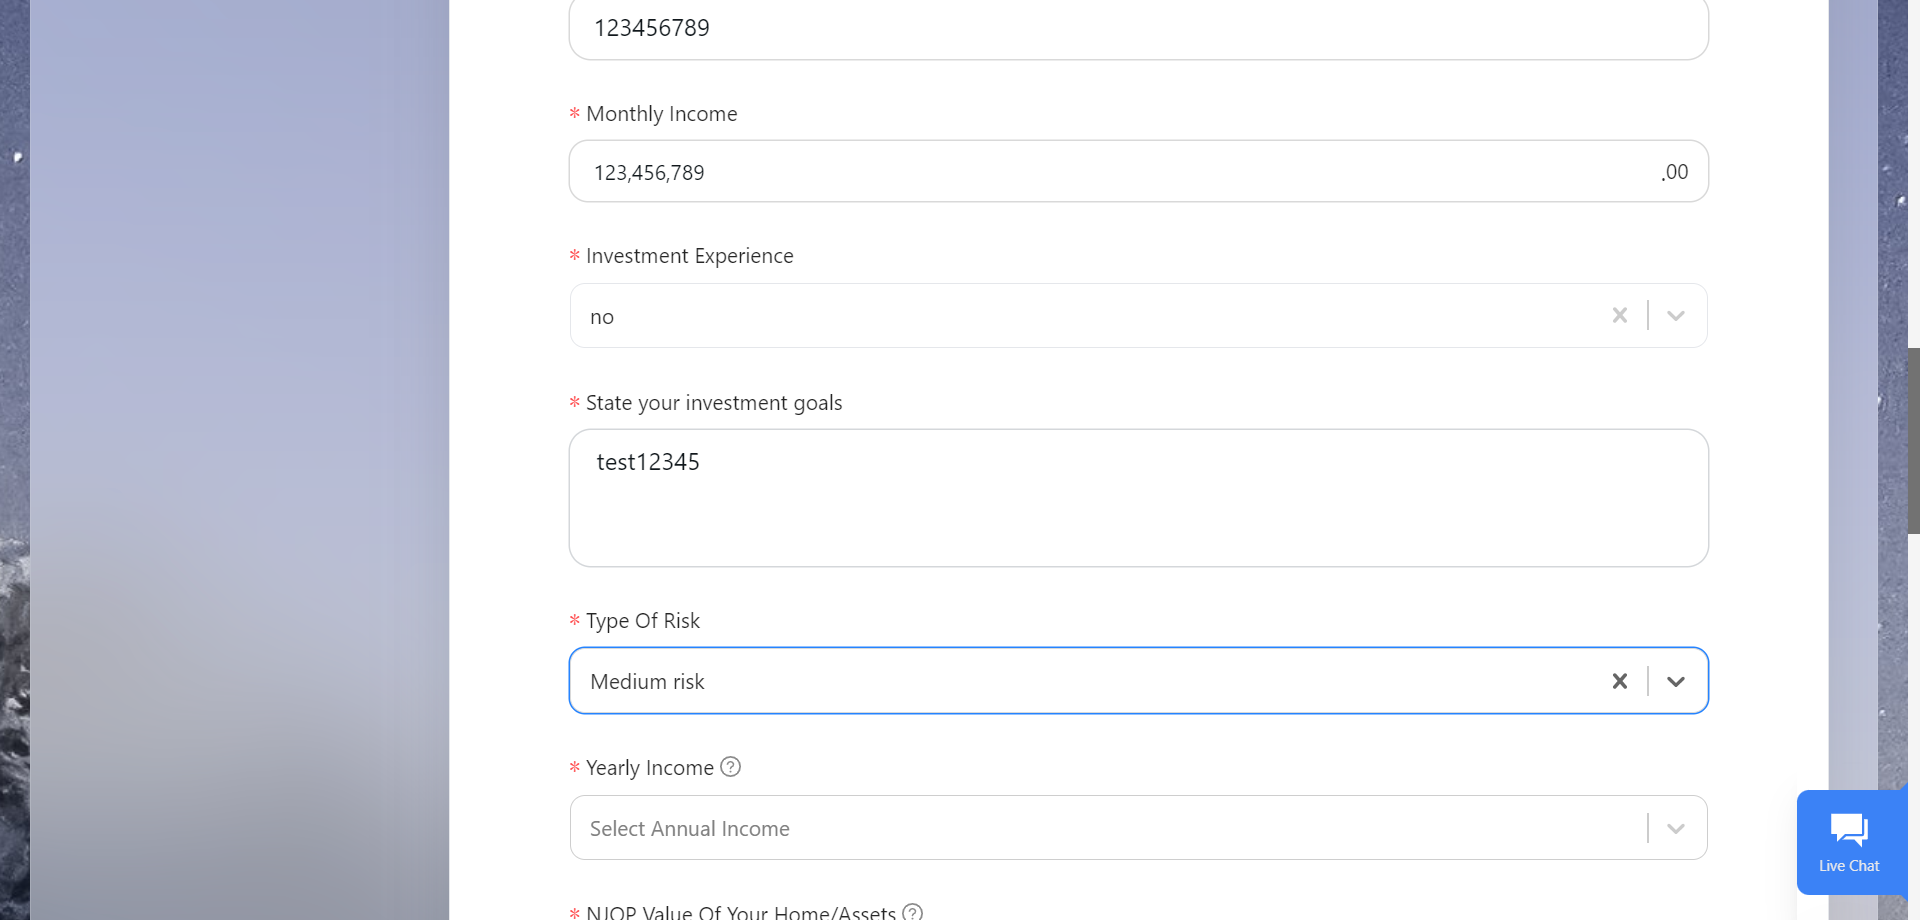 123456789
* Monthly Income
123,456,789 .00
* Investment Experience
no
* State your investment goals
test12345
* Type Of Risk
Medium risk
* Yearly Income
Select Annual Income
Live Chat
* NJOP Value Of Your Home/Assets